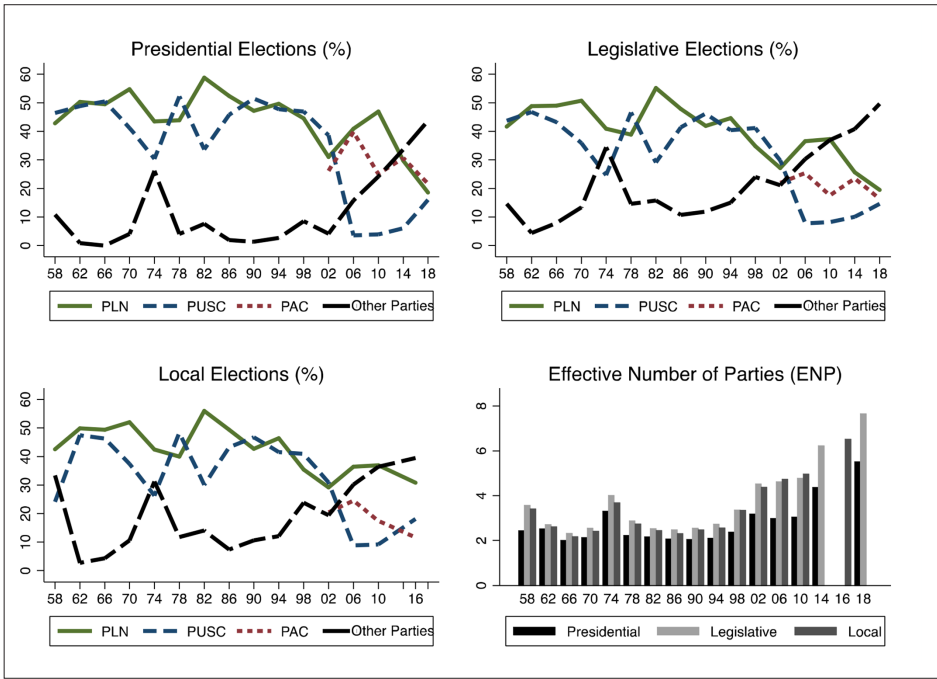 Presidential Elections (%)
60
50
40
30
20
10
0
58 62 66 70 74 78 82 86 90 94 98 02 06 10 14 18
PLN PUSC PAC Other Parties
Legislative Elections (%)
60
50
40
30
20
10
0
58 62 66 70 74 78 82 86 90 94 98 02 06 10 14 18
PLN PUSC PAC Other Parties
Local Elections (%)
60
50
40
30
20
10
0
58 62 66 70 74 78 82 86 90 94 98 02 06 10 16
PLN PUSC PAC Other Parties
Effective Number of Parties (ENP)
8
6
4
2
0
58 62 66 70 74 78 82 86 90 94 98 02 06 10 14 16 18
Presidential Legislative Local